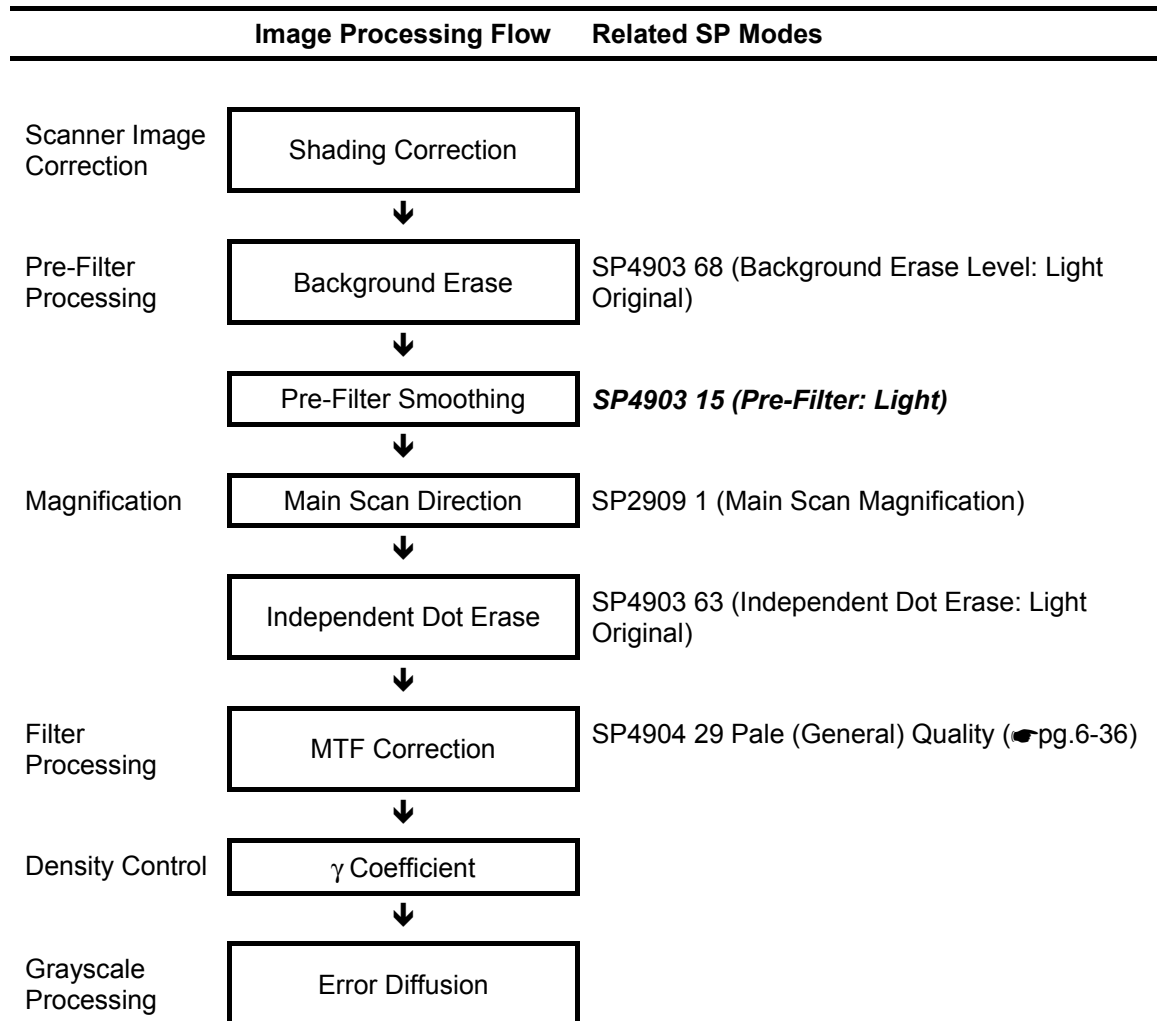 Image Processing Flow Related SP Modes
Scanner Image
Correction
Shading Correction
Pre-Filter
Processing
Background Erase
SP4903 68 (Background Erase Level: Light
Original)
Pre-Filter Smoothing
SP4903 15 (Pre-Filter: Light)
Magnification
Main Scan Direction
SP2909 1 (Main Scan Magnification)
Independent Dot Erase
SP4903 63 (Independent Dot Erase: Light
Original)
Filter
Processing
MTF Correction
SP4904 29 Pale (General) Quality (☛pg.6-36)
Density Control
γ Coefficient
Grayscale
Processing
Error Diffusion